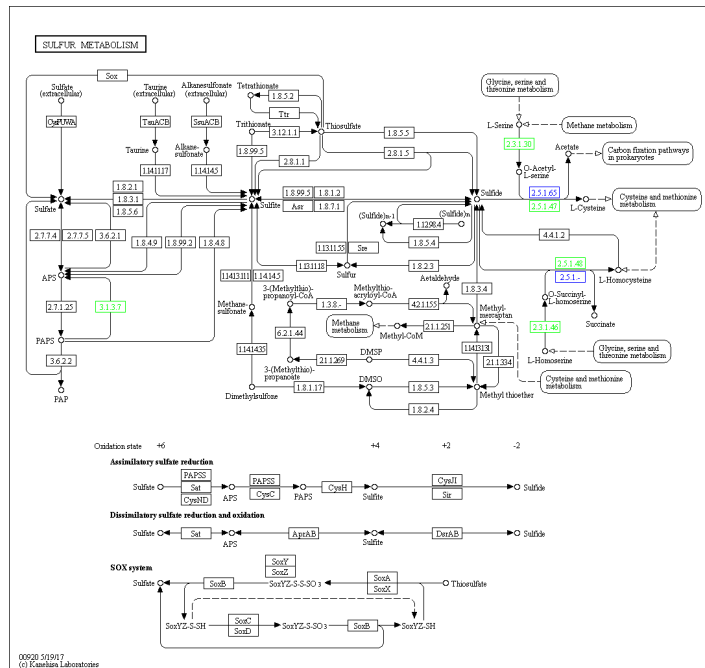 SULFUR METABOLISM
Sox
Sulfate
(extracellular)
Taurine
(extracellular)
Alkanesulfonate
(extracellular)
Tetrathionate
1.8.5.2
Ttr
Glycine, serine and
threonine metabolism
CysPUWA
TauACB
SsuACB
Trithionate
3.12.1.1
Thiosulfate
1.8.5.5
L-Serine
Methane metabolism
2.3.1.30
Taurine
Alkane-
sulfonate
1.8.99.5
2.8.1.1
2.8.1.5
O-Acetyl-
L-serine
Acetate
Carbon fixation pathways
in prokaryotes
1.14.11.17
1.14.14.5
1.8.2.1
1.8.3.1
1.8.5.6
Sulfate
Sulfite
1.8.99.5
1.8.1.2
Asr
1.8.7.1
Sulfide
2.5.1.65
2.5.1.47
L-Cysteine
Cysteine and methionine
metabolism
(Sulfide)n-1
(Sulfide)n
1.12.98.4
1.8.5.4
2.7.7.4
2.7.7.5
3.6.2.1
1.8.4.9
1.8.99.2
1.8.4.8
1.13.11.55
Sre
4.4.1.2
1.13.11.18
Sulfur
1.8.2.3
2.5.1.48
2.5.1.-
L-Homocysteine
APS
1.14.13.111
1.14.14.5
3-(Methylthio)-
propanoyl-CoA
Methylthio-
acryloyl-CoA
Acetaldehyde
1.8.3.4
1.3.8.-
4.2.1.155
O-Succinyl-
L-homoserine
Succinate
2.7.1.25
3.1.3.7
Methane-
sulfonate
Methyl-
mercaptan
Methane
metabolism
Methyl-CoM
2.1.1.251
6.2.1.44
2.3.1.46
PAPS
1.14.14.35
2.1.1.269
DMSP
4.4.1.3
1.14.13.131
2.1.1.334
L-Homoserine
Glycine, serine and
threonine metabolism
3.6.2.2
3-(Methylthio)-
propanoate
DMSO
PAP
Dimethylsulfone
1.8.1.17
1.8.5.3
Methyl thioether
1.8.2.4
Cysteine and methionine
metabolism
Oxidation state +6 +4 +2 -2
Assimilatory sulfate reduction
PAPSS
Sat
CysND
PAPSS
CysC
CysH
CysJI
Sir
Sulfate
APS
PAPS
Sulfite
Sulfide
Dissimilatory sulfate reduction and oxidation
Sulfate
Sat
APS
AprAB
Sulfite
DsrAB
Sulfide
SOX system
SoxY
SoxZ
Sulfate
SoxB
SoxYZ-S-SO3
SoxA
SoxX
Thiosulfate
SoxYZ-S-SH
SoxC
SoxD
SoxYZ-S-SO3
SoxB
SoxYZ-SH
00920 5/19/17
(c) Kanehisa Laboratories